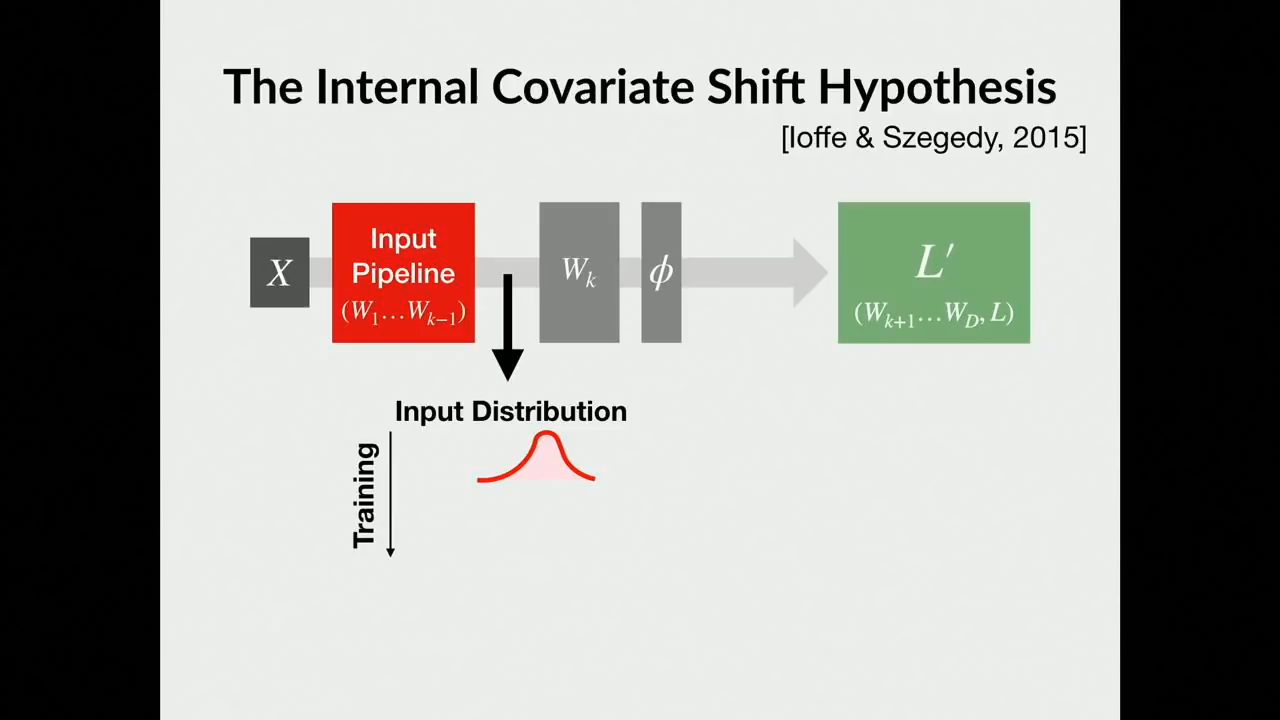 The Internal Covariate Shift Hypothesis
[Ioffe & Szegedy, 2015]
X
Input
Pipeline
(W₁…Wₖ₋₁)
Wₖ
ϕ
L′
(Wₖ₊₁…W_D, L)
Input Distribution
Training